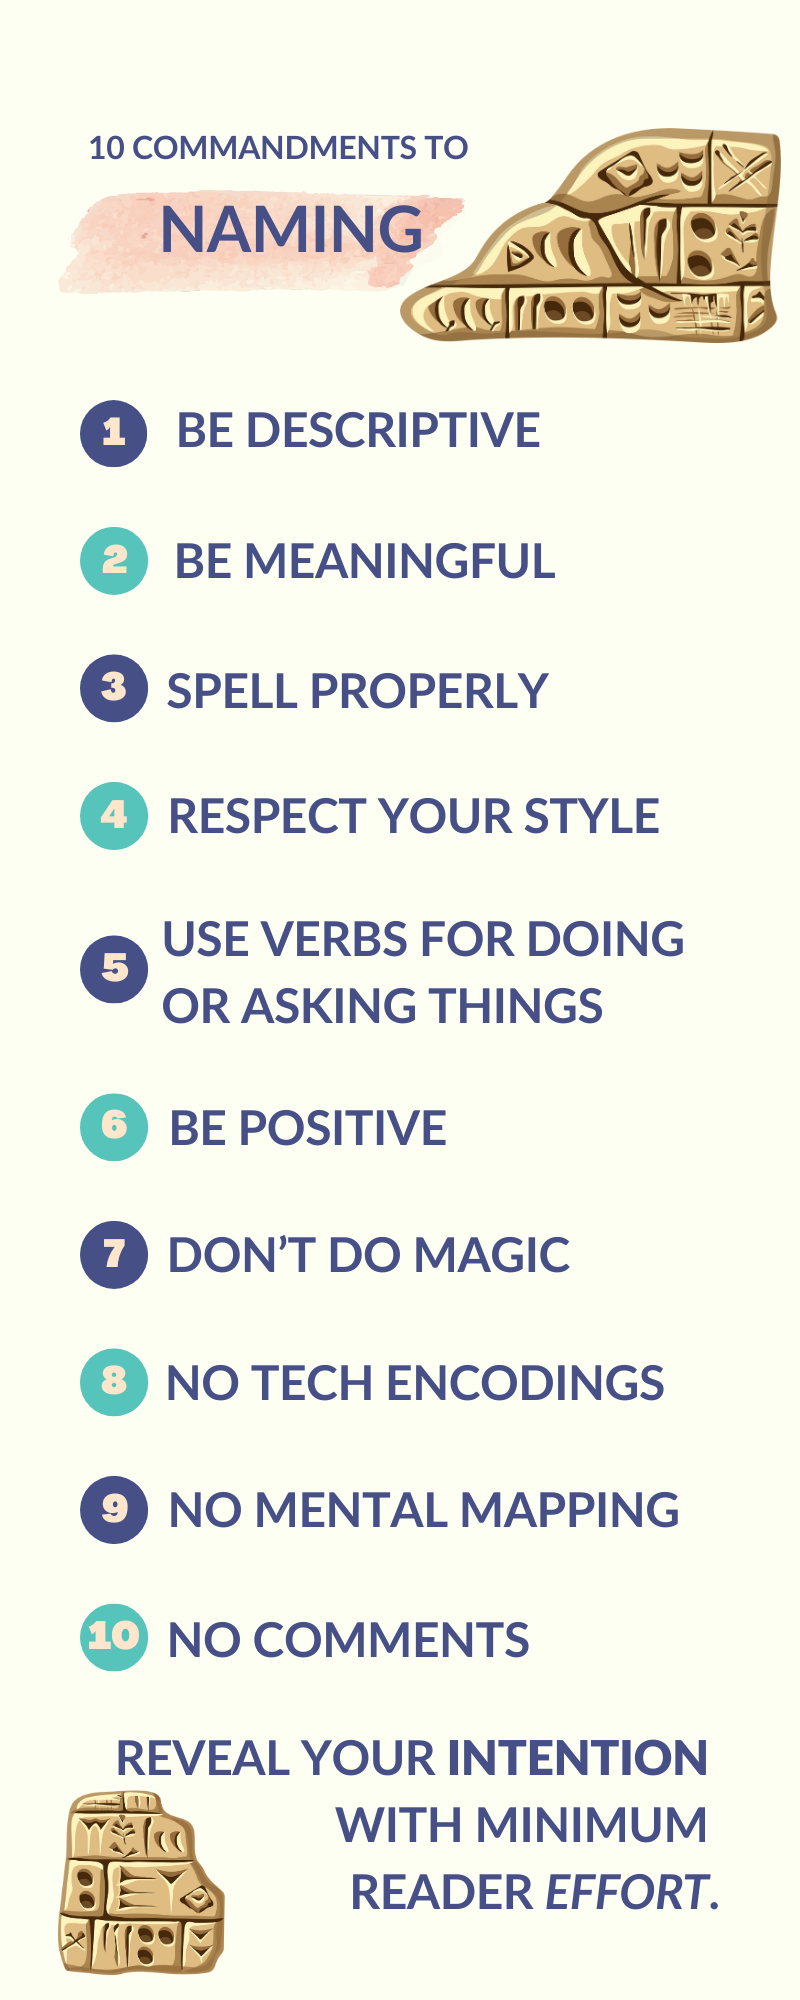 10 COMMANDMENTS TO
NAMING
1 BE DESCRIPTIVE
2 BE MEANINGFUL
3 SPELL PROPERLY
4 RESPECT YOUR STYLE
5 USE VERBS FOR DOING
OR ASKING THINGS
6 BE POSITIVE
7 DON’T DO MAGIC
8 NO TECH ENCODINGS
9 NO MENTAL MAPPING
10 NO COMMENTS
REVEAL YOUR INTENTION
WITH MINIMUM
READER EFFORT.